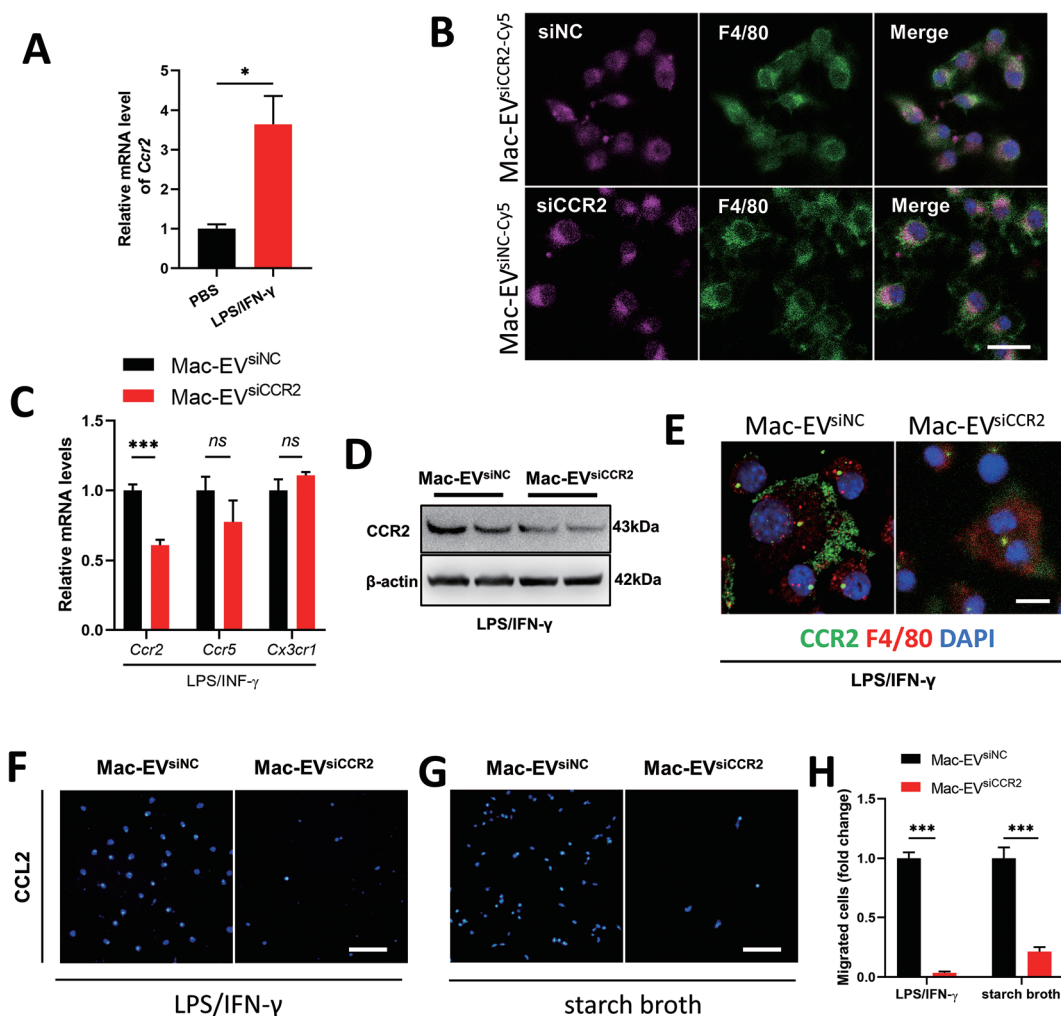 A
Relative mRNA level
of Ccr2
5
4
3
2
1
0
*
PBS
LPS/IFN-γ
B
Mac-EVsiCCR2-Cy5
siNC
F4/80
Merge
Mac-EVsiNC-Cy5
siCCR2
F4/80
Merge
Mac-EVsiNC
Mac-EVsiCCR2
C
Relative mRNA levels
1.5
1.0
0.5
0.0
***
ns
ns
Ccr2
Ccr5
Cx3cr1
LPS/INF-γ
D
Mac-EVsiNC Mac-EVsiCCR2
CCR2
43kDa
β-actin
42kDa
LPS/IFN-γ
E
Mac-EVsiNC
Mac-EVsiCCR2
CCR2 F4/80 DAPI
LPS/IFN-γ
F
Mac-EVsiNC
Mac-EVsiCCR2
CCL2
LPS/IFN-γ
G
Mac-EVsiNC
Mac-EVsiCCR2
starch broth
H
Mac-EVsiNC
Mac-EVsiCCR2
Migrated cells (fold change)
1.5
1.0
0.5
0.0
***
***
LPS/IFN-γ
starch broth